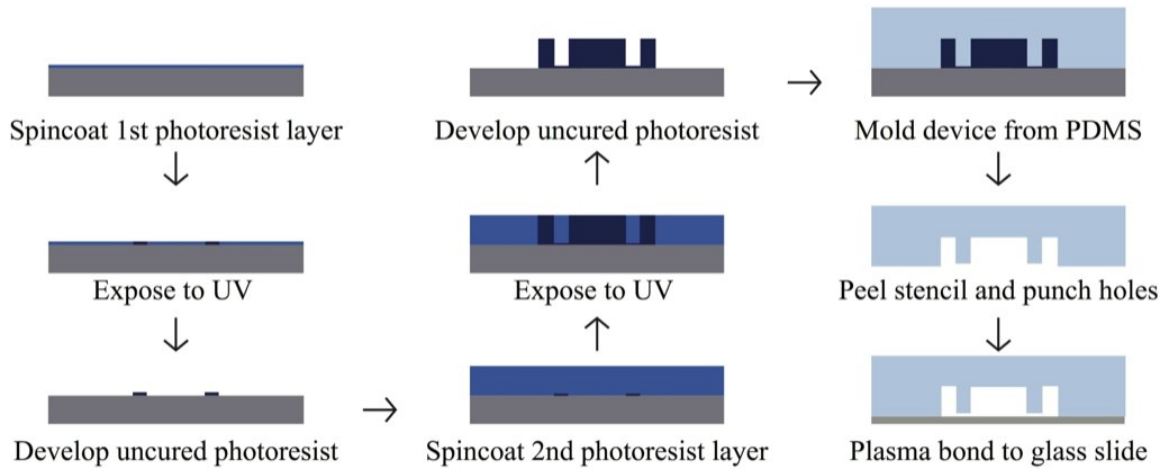 Spincoat 1st photoresist layer
Expose to UV
Develop uncured photoresist
Spincoat 2nd photoresist layer
Expose to UV
Develop uncured photoresist
Mold device from PDMS
Peel stencil and punch holes
Plasma bond to glass slide